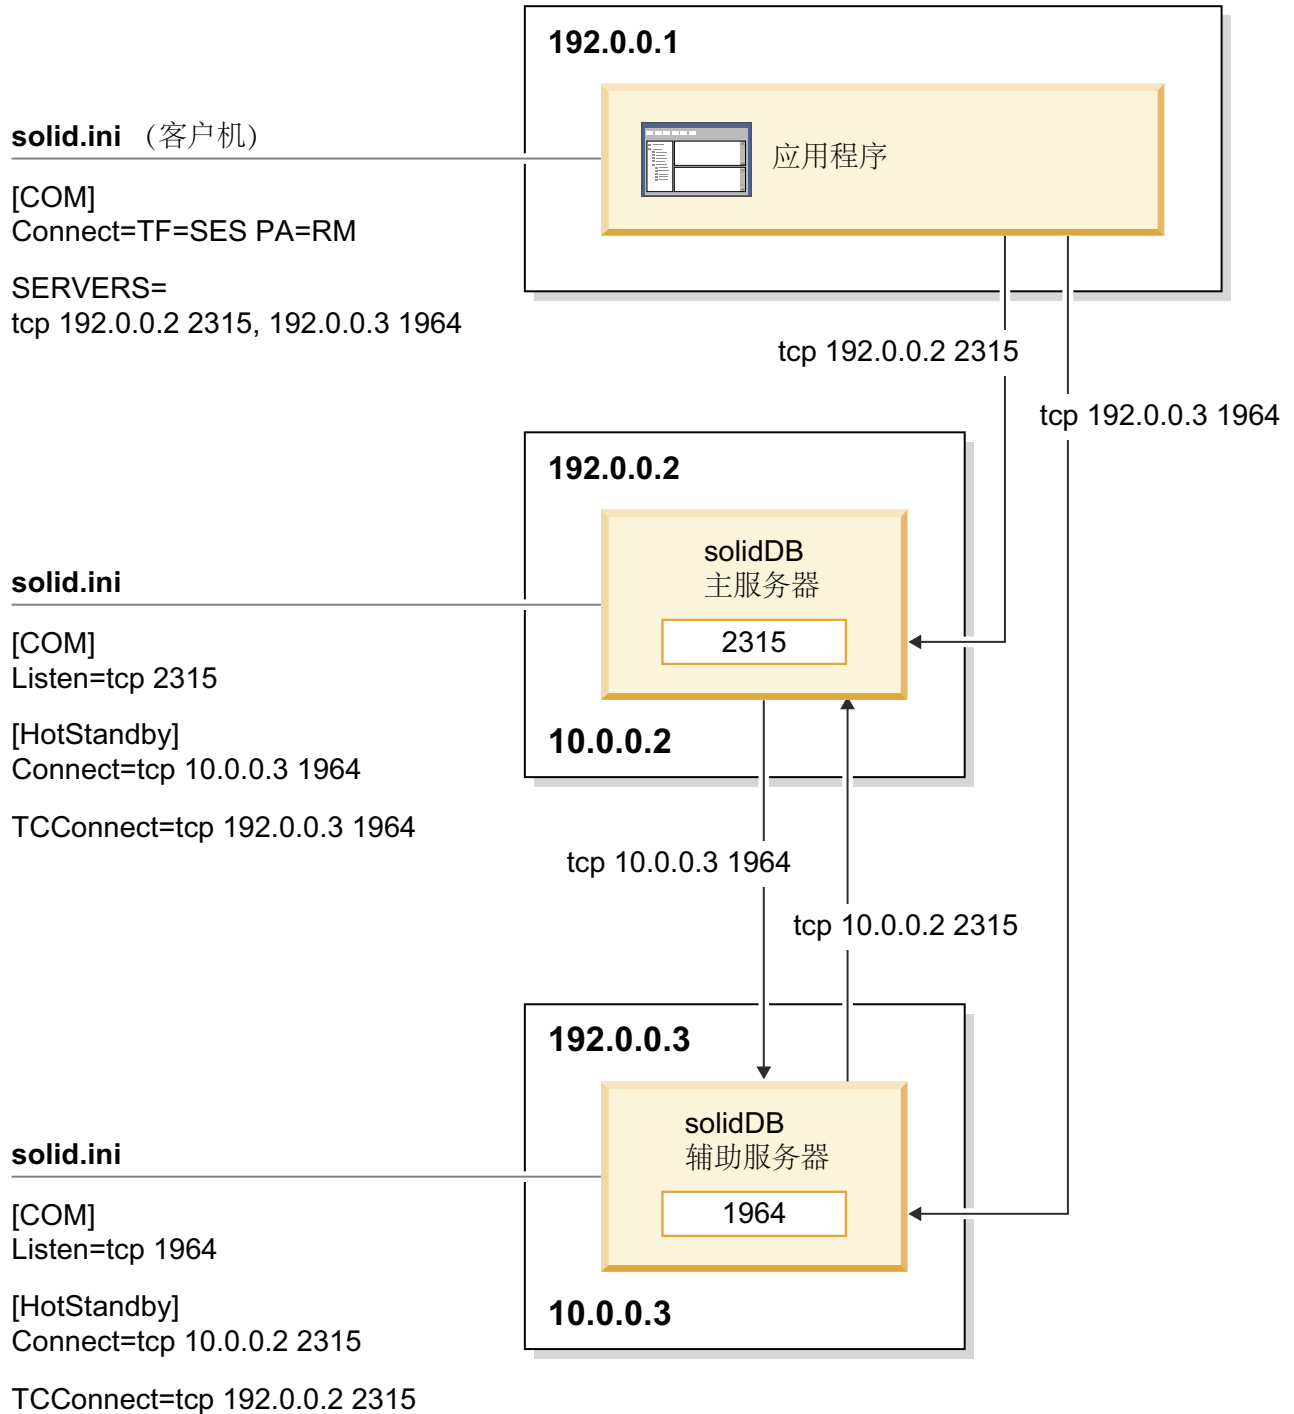 192.0.0.1
solid.ini （客户机）
应用程序
[COM]
Connect=TF=SES PA=RM
SERVERS=
tcp 192.0.0.2 2315, 192.0.0.3 1964
tcp 192.0.0.2 2315
tcp 192.0.0.3 1964
192.0.0.2
solidDB
主服务器
2315
solid.ini
[COM]
Listen=tcp 2315
[HotStandby]
Connect=tcp 10.0.0.3 1964
10.0.0.2
TCConnect=tcp 192.0.0.3 1964
tcp 10.0.0.3 1964
tcp 10.0.0.2 2315
192.0.0.3
solidDB
辅助服务器
1964
solid.ini
[COM]
Listen=tcp 1964
[HotStandby]
Connect=tcp 10.0.0.2 2315
10.0.0.3
TCConnect=tcp 192.0.0.2 2315